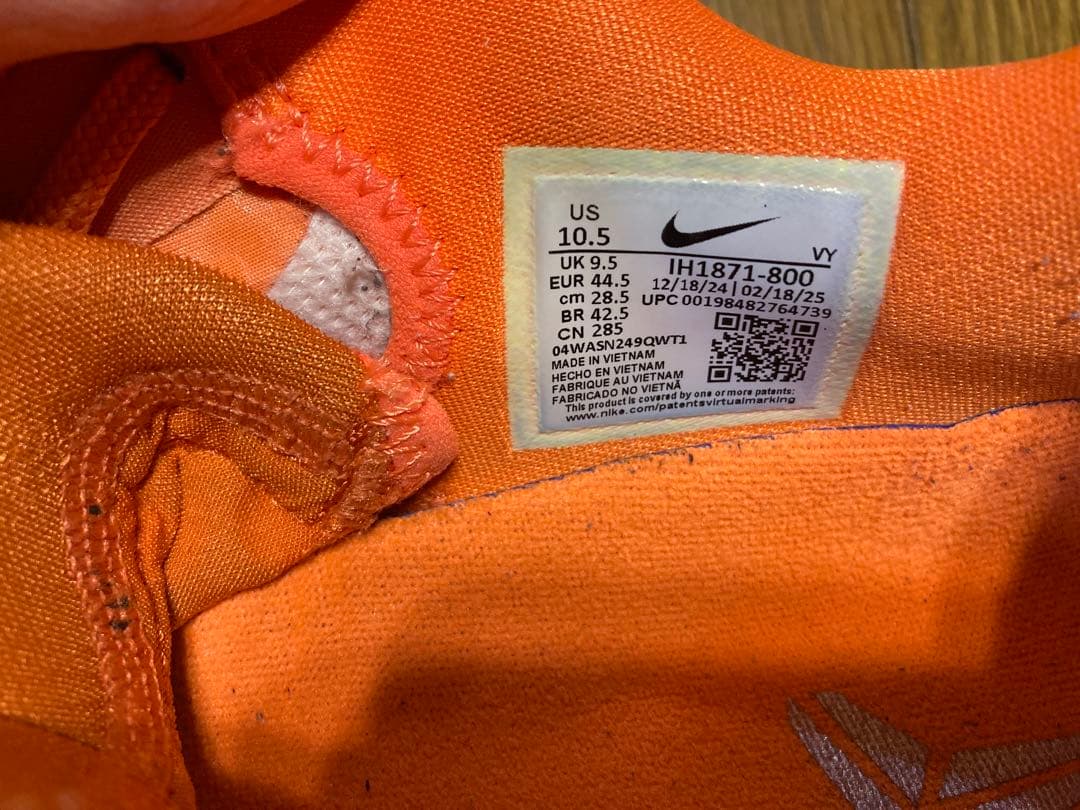 US
10.5
VY
UK 9.5
IH1871-800
EUR 44.5
12/18/24 | 02/18/25
cm 28.5
UPC 00198482764739
BR 42.5
CN 285
04WASN249QWT1
MADE IN VIETNAM
HECHO EN VIETNAM
FABRIQUE AU VIETNAM
FABRICADO NO VIETNÃ
This product is covered by one or more patents:
www.nike.com/patentsvirtualmarking